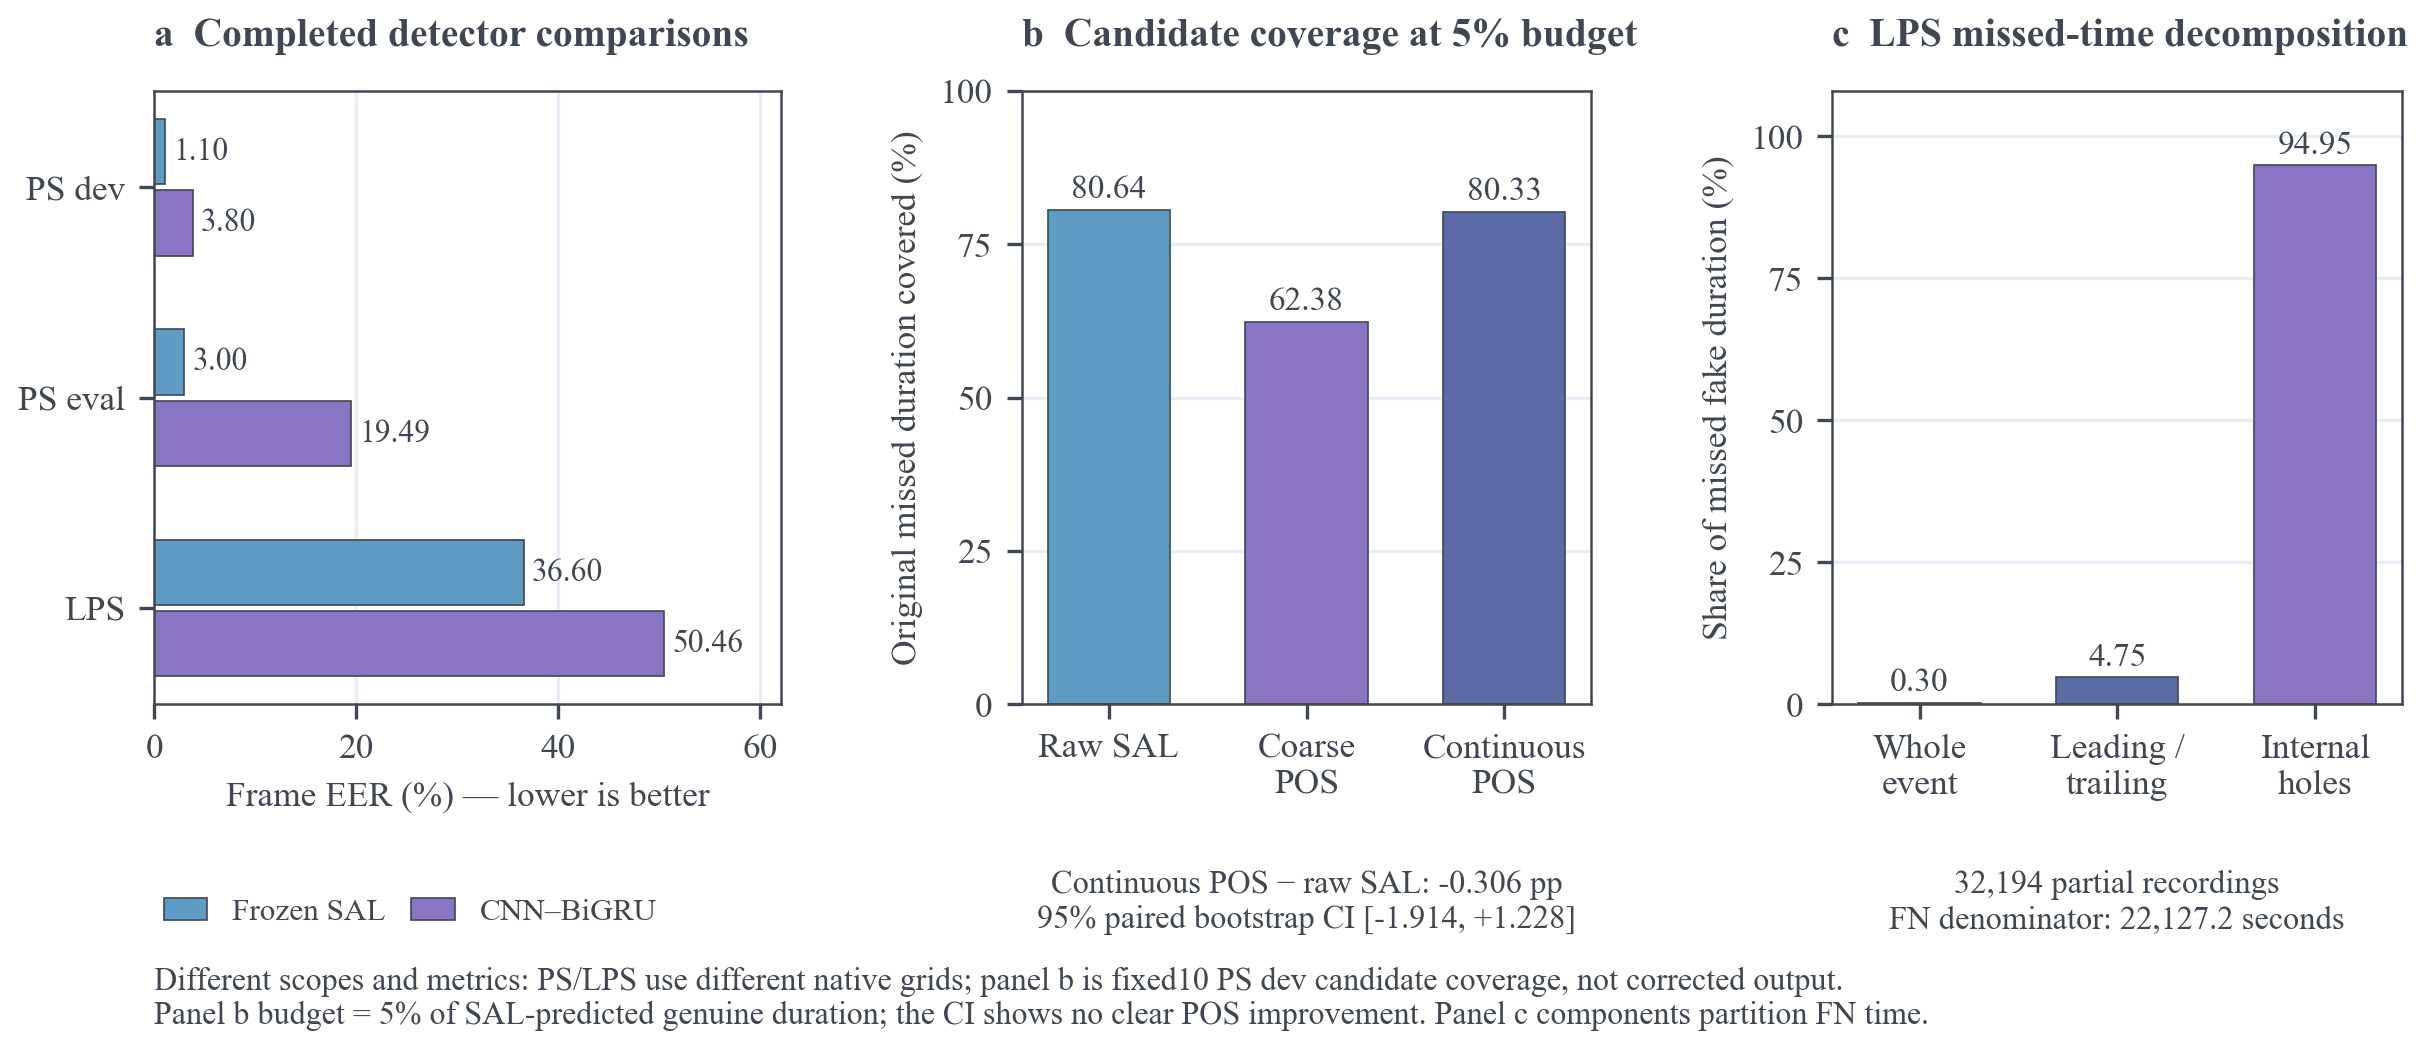 a Completed detector comparisons
PS dev
PS eval
LPS
1.10
3.80
3.00
19.49
36.60
50.46
0
20
40
60
Frame EER (%) — lower is better
Frozen SAL
CNN–BiGRU
b Candidate coverage at 5% budget
Original missed duration covered (%)
100
75
50
25
0
80.64
62.38
80.33
Raw SAL
Coarse
POS
Continuous
POS
Continuous POS − raw SAL: -0.306 pp
95% paired bootstrap CI [-1.914, +1.228]
c LPS missed-time decomposition
Share of missed fake duration (%)
100
75
50
25
0
0.30
4.75
94.95
Whole
event
Leading /
trailing
Internal
holes
32,194 partial recordings
FN denominator: 22,127.2 seconds
Different scopes and metrics: PS/LPS use different native grids; panel b is fixed10 PS dev candidate coverage, not corrected output.
Panel b budget = 5% of SAL-predicted genuine duration; the CI shows no clear POS improvement. Panel c components partition FN time.